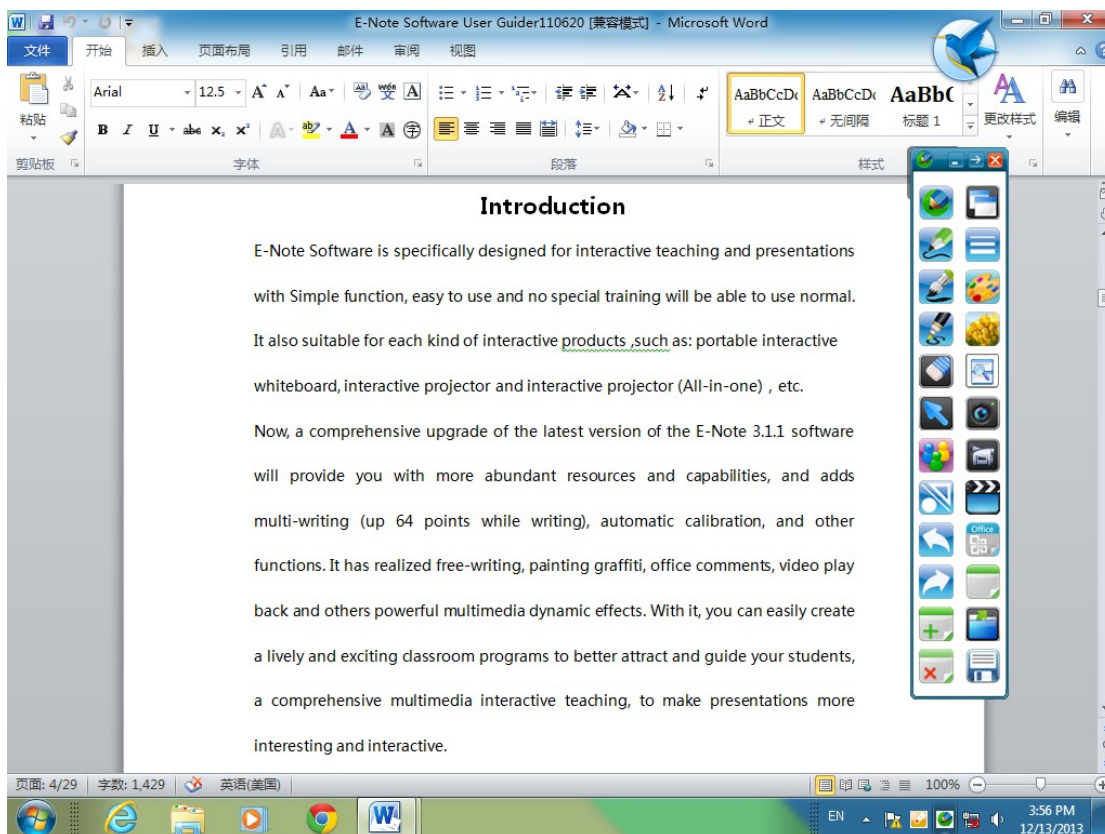 E-Note Software User Guider110620 [兼容模式] - Microsoft Word
文件 开始 插入 页面布局 引用 邮件 审阅 视图
粘贴
Arial 12.5 A A Aa wén 文 A
B I U abc x₂ x² A ab A A 字
AaBbCcDc AaBbCcDc AaBbC
正文 无间隔 标题 1
更改样式 编辑
剪贴板 字体 段落 样式
Introduction
E-Note Software is specifically designed for interactive teaching and presentations
with Simple function, easy to use and no special training will be able to use normal.
It also suitable for each kind of interactive products ,such as: portable interactive
whiteboard, interactive projector and interactive projector (All-in-one) , etc.
Now, a comprehensive upgrade of the latest version of the E-Note 3.1.1 software
will provide you with more abundant resources and capabilities, and adds
multi-writing (up 64 points while writing), automatic calibration, and other
functions. It has realized free-writing, painting graffiti, office comments, video play
back and others powerful multimedia dynamic effects. With it, you can easily create
a lively and exciting classroom programs to better attract and guide your students,
a comprehensive multimedia interactive teaching, to make presentations more
interesting and interactive.
Office
页面: 4/29 字数: 1,429 英语(美国) 100%
EN 3:56 PM
12/13/2013